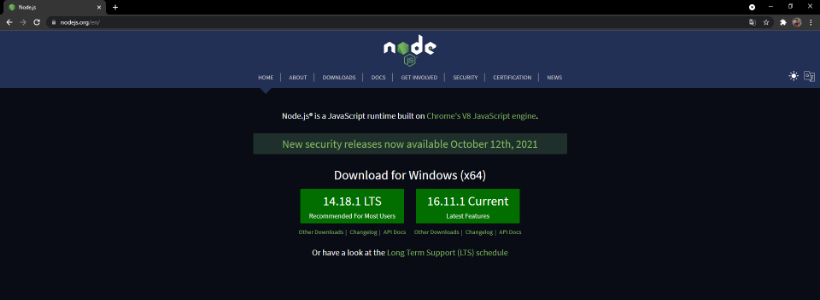 Node.js
nodejs.org/en/
node
JS
HOME | ABOUT | DOWNLOADS | DOCS | GET INVOLVED | SECURITY | CERTIFICATION | NEWS
Node.js® is a JavaScript runtime built on Chrome's V8 JavaScript engine.
New security releases now available October 12th, 2021
Download for Windows (x64)
14.18.1 LTS
Recommended For Most Users
16.11.1 Current
Latest Features
Other Downloads | Changelog | API Docs
Other Downloads | Changelog | API Docs
Or have a look at the Long Term Support (LTS) schedule